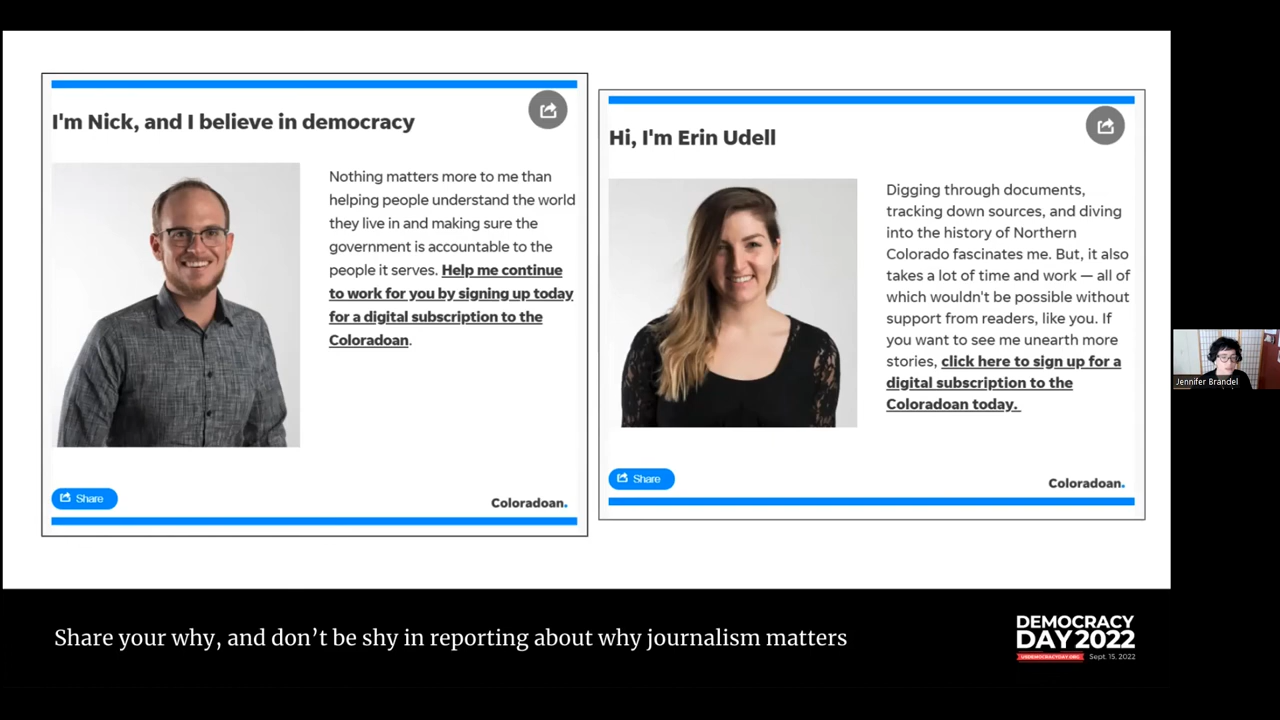 I'm Nick, and I believe in democracy
Nothing matters more to me than
helping people understand the world
they live in and making sure the
government is accountable to the
people it serves. Help me continue
to work for you by signing up today
for a digital subscription to the
Coloradoan.
Share
Coloradoan.
Hi, I'm Erin Udell
Digging through documents,
tracking down sources, and diving
into the history of Northern
Colorado fascinates me. But, it also
takes a lot of time and work — all of
which wouldn't be possible without
support from readers, like you. If
you want to see me unearth more
stories, click here to sign up for a
digital subscription to the
Coloradoan today.
Share
Coloradoan.
Jennifer Brandel
Share your why, and don't be shy in reporting about why journalism matters
DEMOCRACY
DAY 2022
USDEMOCRACYDAY.ORG Sept. 15, 2022